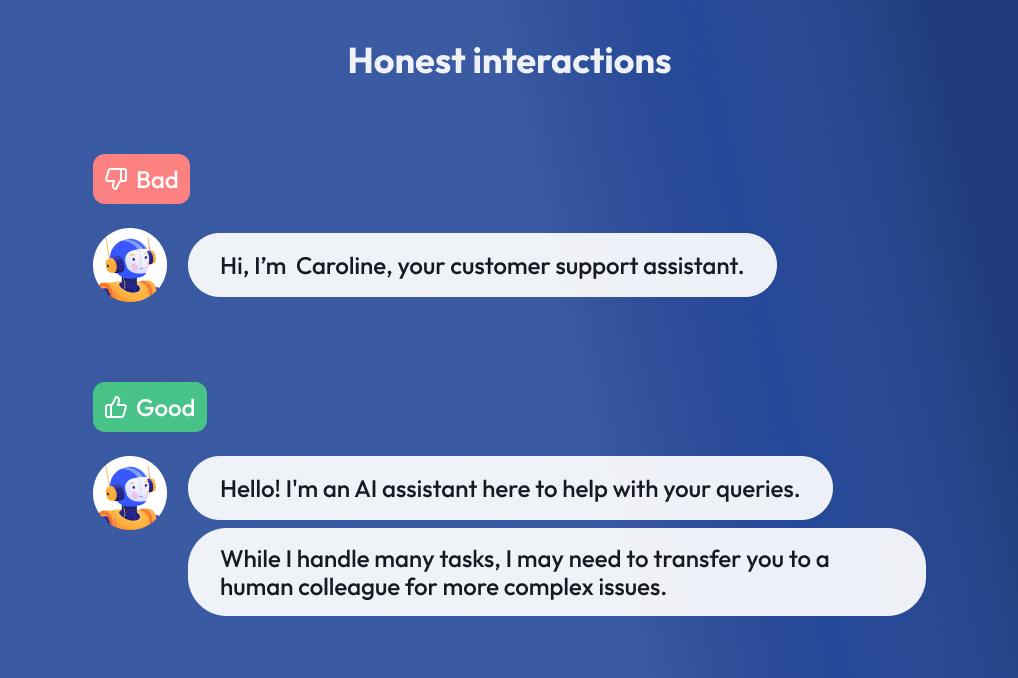 Honest interactions
Bad
Hi, I’m  Caroline, your customer support assistant.
Good
Hello! I'm an AI assistant here to help with your queries.
While I handle many tasks, I may need to transfer you to a
human colleague for more complex issues.